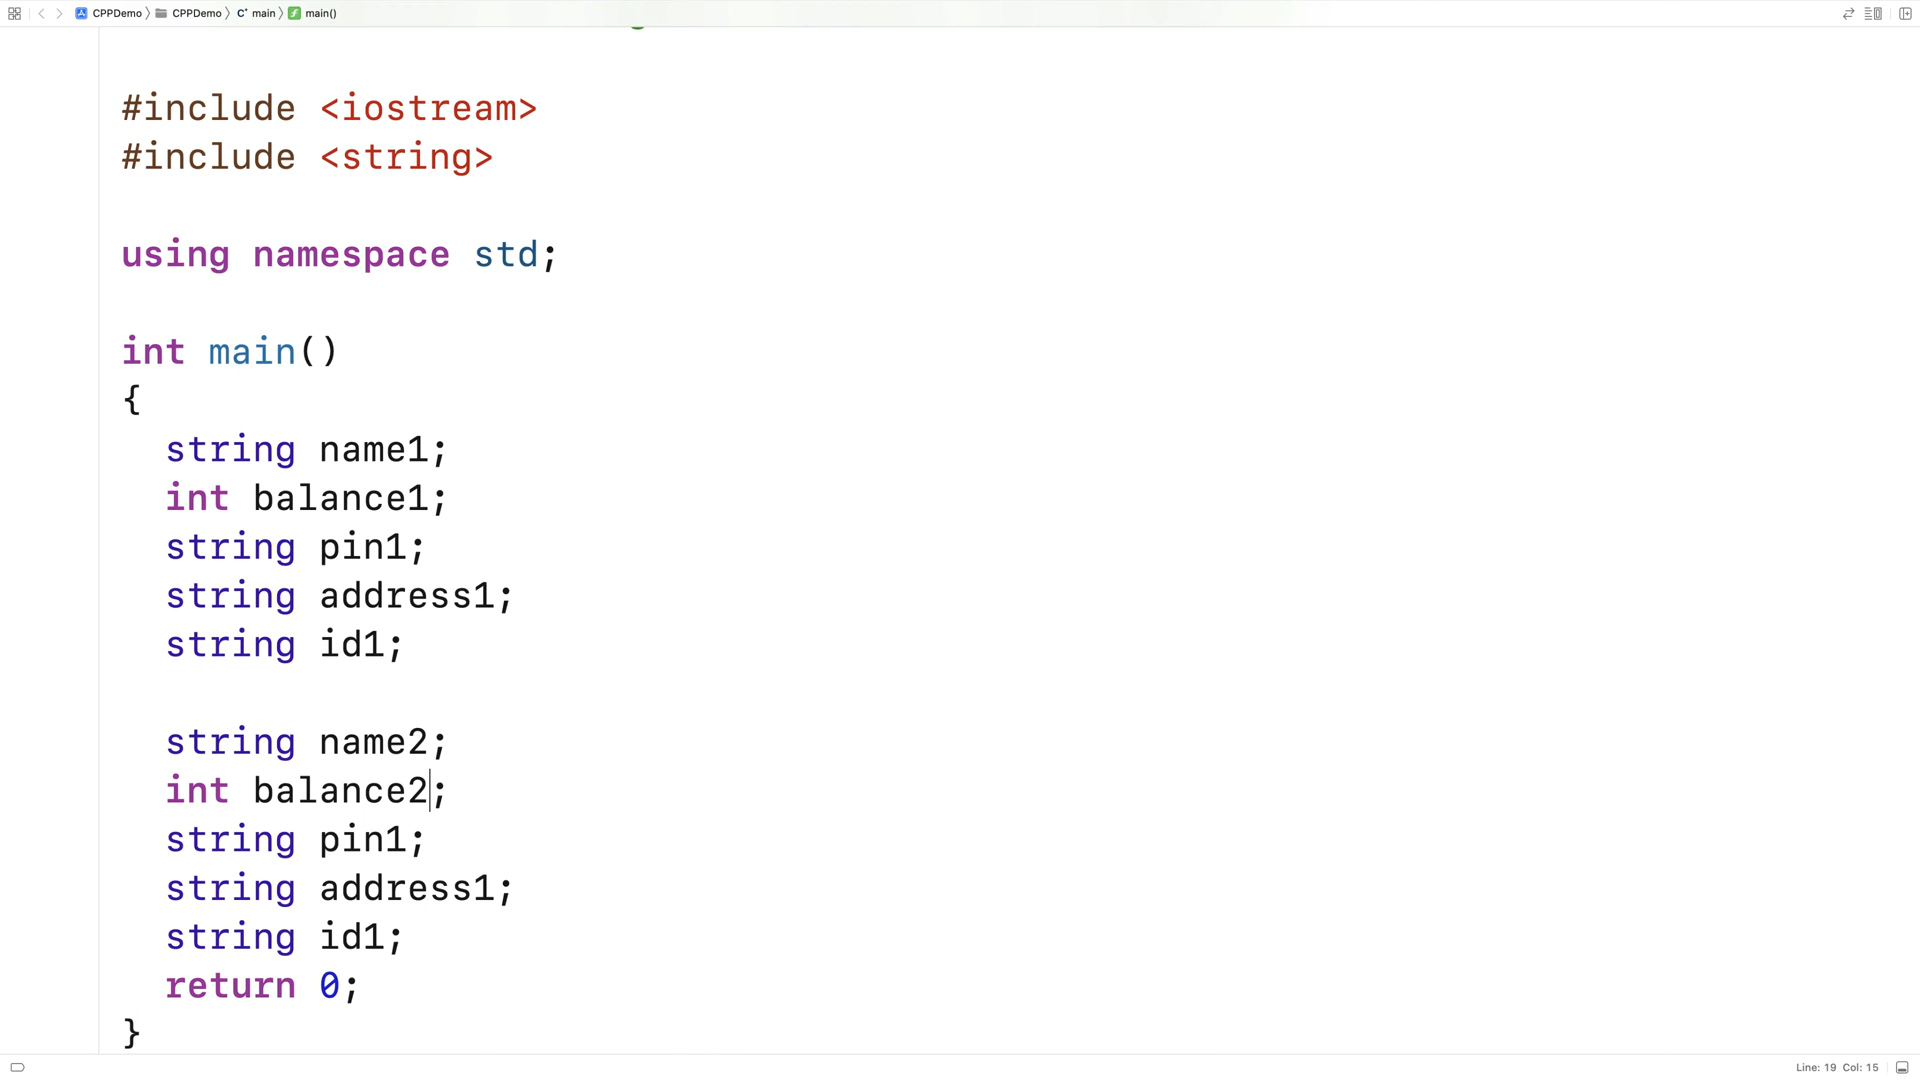 CPPDemo 〉 CPPDemo 〉 main 〉 main()
#include <iostream>
#include <string>
using namespace std;
int main()
{
string name1;
int balance1;
string pin1;
string address1;
string id1;
string name2;
int balance2;
string pin1;
string address1;
string id1;
return 0;
}
Line: 19 Col: 15